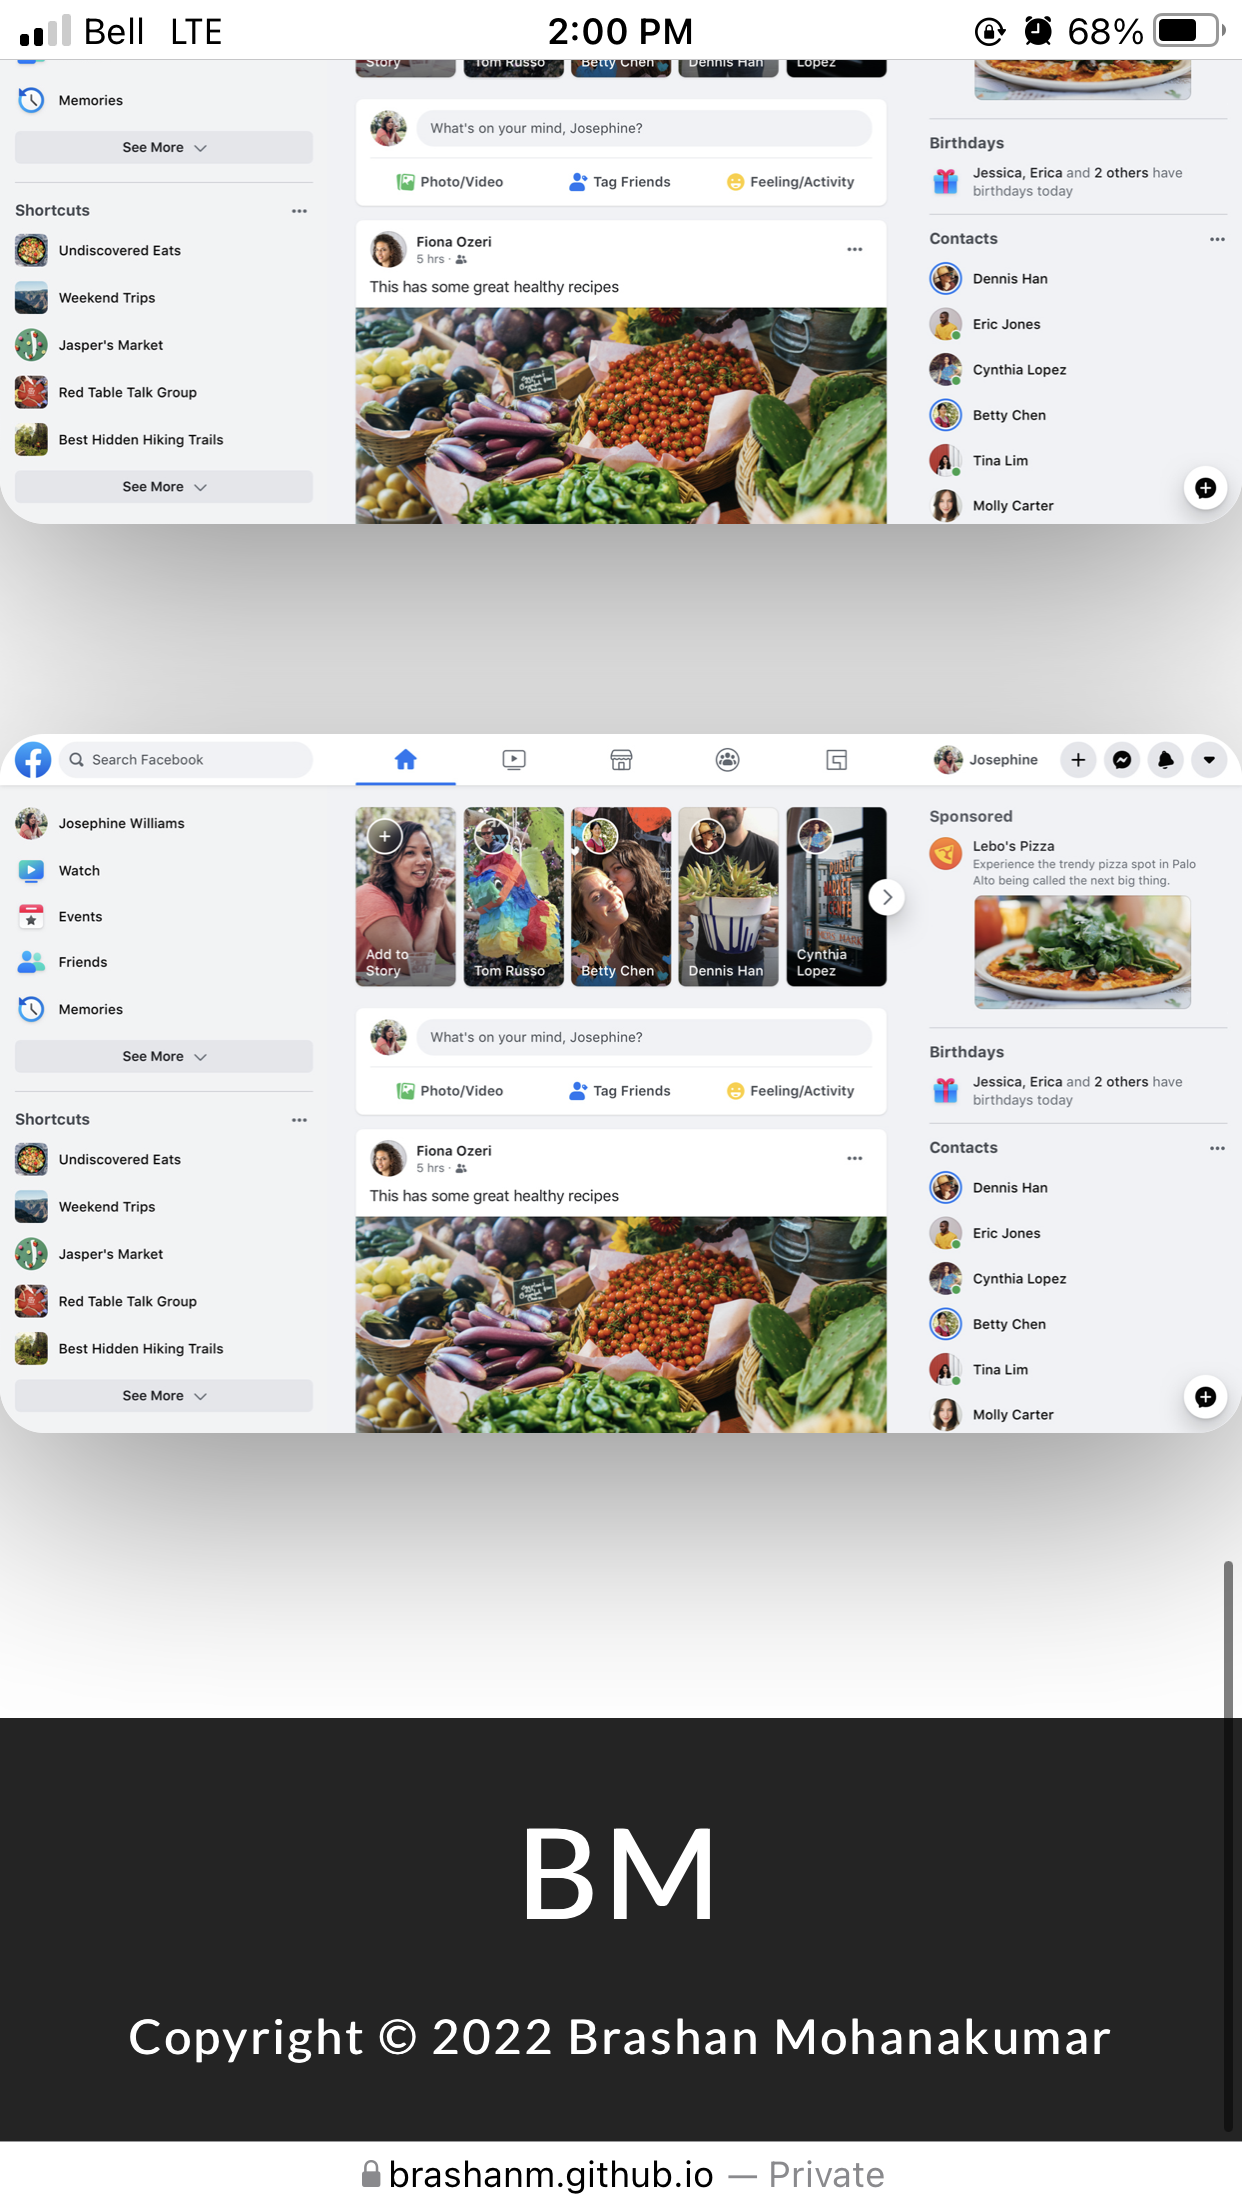 Bell LTE 2:00 PM 68%
Story Tom Russo Betty Chen Dennis Han Lopez
Memories
See More
Shortcuts
Undiscovered Eats
Weekend Trips
Jasper's Market
Red Table Talk Group
Best Hidden Hiking Trails
See More
What's on your mind, Josephine?
Photo/Video Tag Friends Feeling/Activity
Fiona Ozeri
5 hrs ·
This has some great healthy recipes
Birthdays
Jessica, Erica and 2 others have
birthdays today
Contacts
Dennis Han
Eric Jones
Cynthia Lopez
Betty Chen
Tina Lim
Molly Carter
Search Facebook
Josephine
Josephine Williams
Watch
Events
Friends
Memories
See More
Shortcuts
Undiscovered Eats
Weekend Trips
Jasper's Market
Red Table Talk Group
Best Hidden Hiking Trails
See More
Add to
Story
Tom Russo
Betty Chen
Dennis Han
Cynthia
Lopez
What's on your mind, Josephine?
Photo/Video Tag Friends Feeling/Activity
Fiona Ozeri
5 hrs ·
This has some great healthy recipes
Sponsored
Lebo's Pizza
Experience the trendy pizza spot in Palo
Alto being called the next big thing.
Birthdays
Jessica, Erica and 2 others have
birthdays today
Contacts
Dennis Han
Eric Jones
Cynthia Lopez
Betty Chen
Tina Lim
Molly Carter
BM
Copyright © 2022 Brashan Mohanakumar
brashanm.github.io — Private